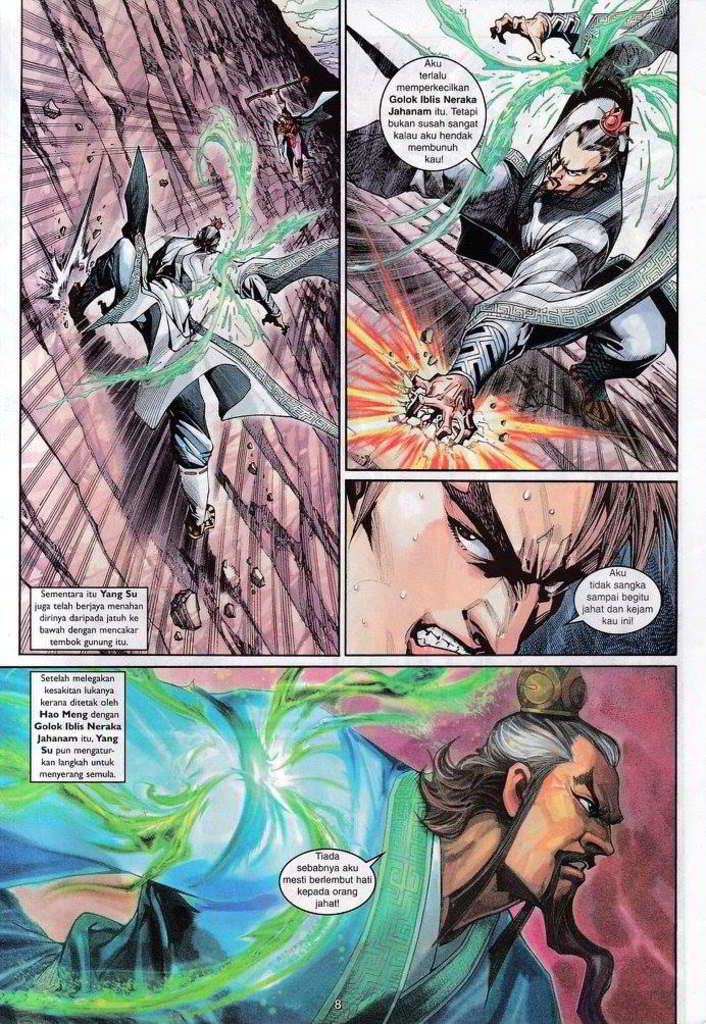 Sementara itu Yang Su
juga telah berjaya menahan
dirinya daripada jatuh ke
bawah dengan mencakar
tembok gunung itu.
Aku
terlalu
memperkecilkan
Golok Iblis Neraka
Jahanam itu. Tetapi
bukan susah sangat
kalau aku hendak
membunuh
kau!
Aku
tidak sangka
sampai begitu
jahat dan kejam
kau ini!
Setelah melegakan
kesakitan lukanya
kerana ditetak oleh
Hao Meng dengan
Golok Iblis Neraka
Jahanam itu, Yang
Su pun mengatur-
kan langkah untuk
menyerang semula.
Tiada
sebabnya aku
mesti berlembut hati
kepada orang
jahat!
8